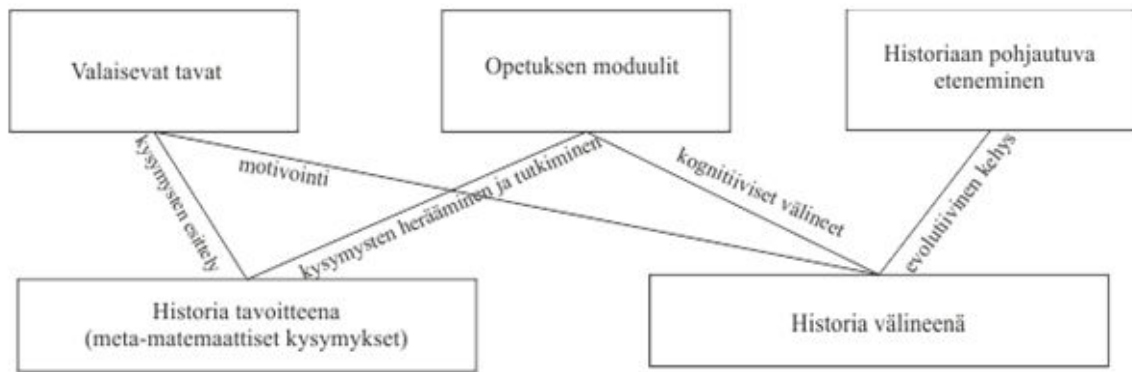 Valaisevat tavat
Opetuksen moduulit
Historiaan pohjautuva
eteneminen
kysymysten esittely
motivointi
kysymysten herääminen ja tutkiminen
kognitiiviset välineet
evolutiivinen kehys
Historia tavoitteena
(meta-matemaattiset kysymykset)
Historia välineenä